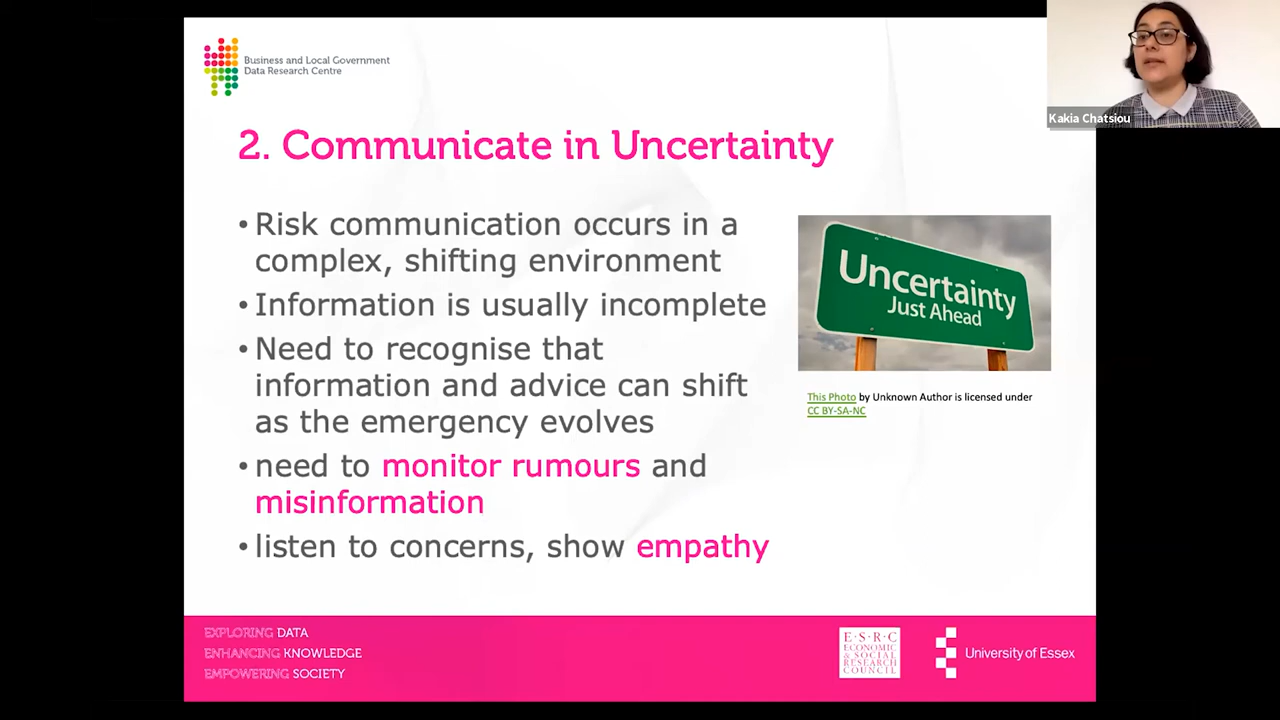 Business and Local Government
Data Research Centre
Kakia Chatsiou
2. Communicate in Uncertainty
• Risk communication occurs in a
complex, shifting environment
• Information is usually incomplete
• Need to recognise that
information and advice can shift
as the emergency evolves
• need to monitor rumours and
misinformation
• listen to concerns, show empathy
Uncertainty
Just Ahead
This Photo by Unknown Author is licensed under
CC BY-SA-NC
EXPLORING DATA
ENHANCING KNOWLEDGE
EMPOWERING SOCIETY
E·S·R·C
ECONOMIC
& SOCIAL
RESEARCH
COUNCIL
University of Essex